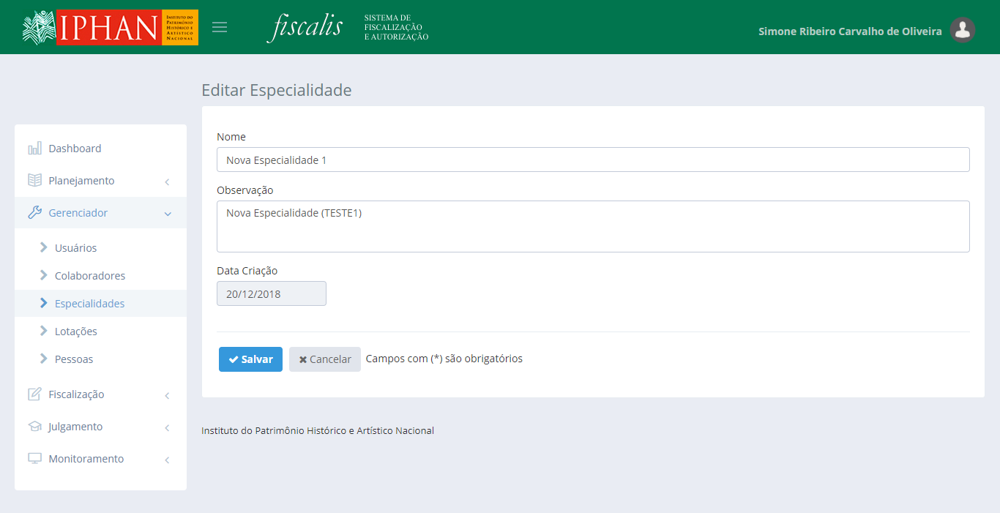 IPHAN
INSTITUTO DO
PATRIMÔNIO
HISTÓRICO E
ARTÍSTICO
NACIONAL
fiscalis
SISTEMA DE
FISCALIZAÇÃO
E AUTORIZAÇÃO
Simone Ribeiro Carvalho de Oliveira
Dashboard
Planejamento
Gerenciador
Usuários
Colaboradores
Especialidades
Lotações
Pessoas
Fiscalização
Julgamento
Monitoramento
Editar Especialidade
Nome
Nova Especialidade 1
Observação
Nova Especialidade (TESTE1)
Data Criação
20/12/2018
Salvar Cancelar Campos com (*) são obrigatórios
Instituto do Patrimônio Histórico e Artístico Nacional